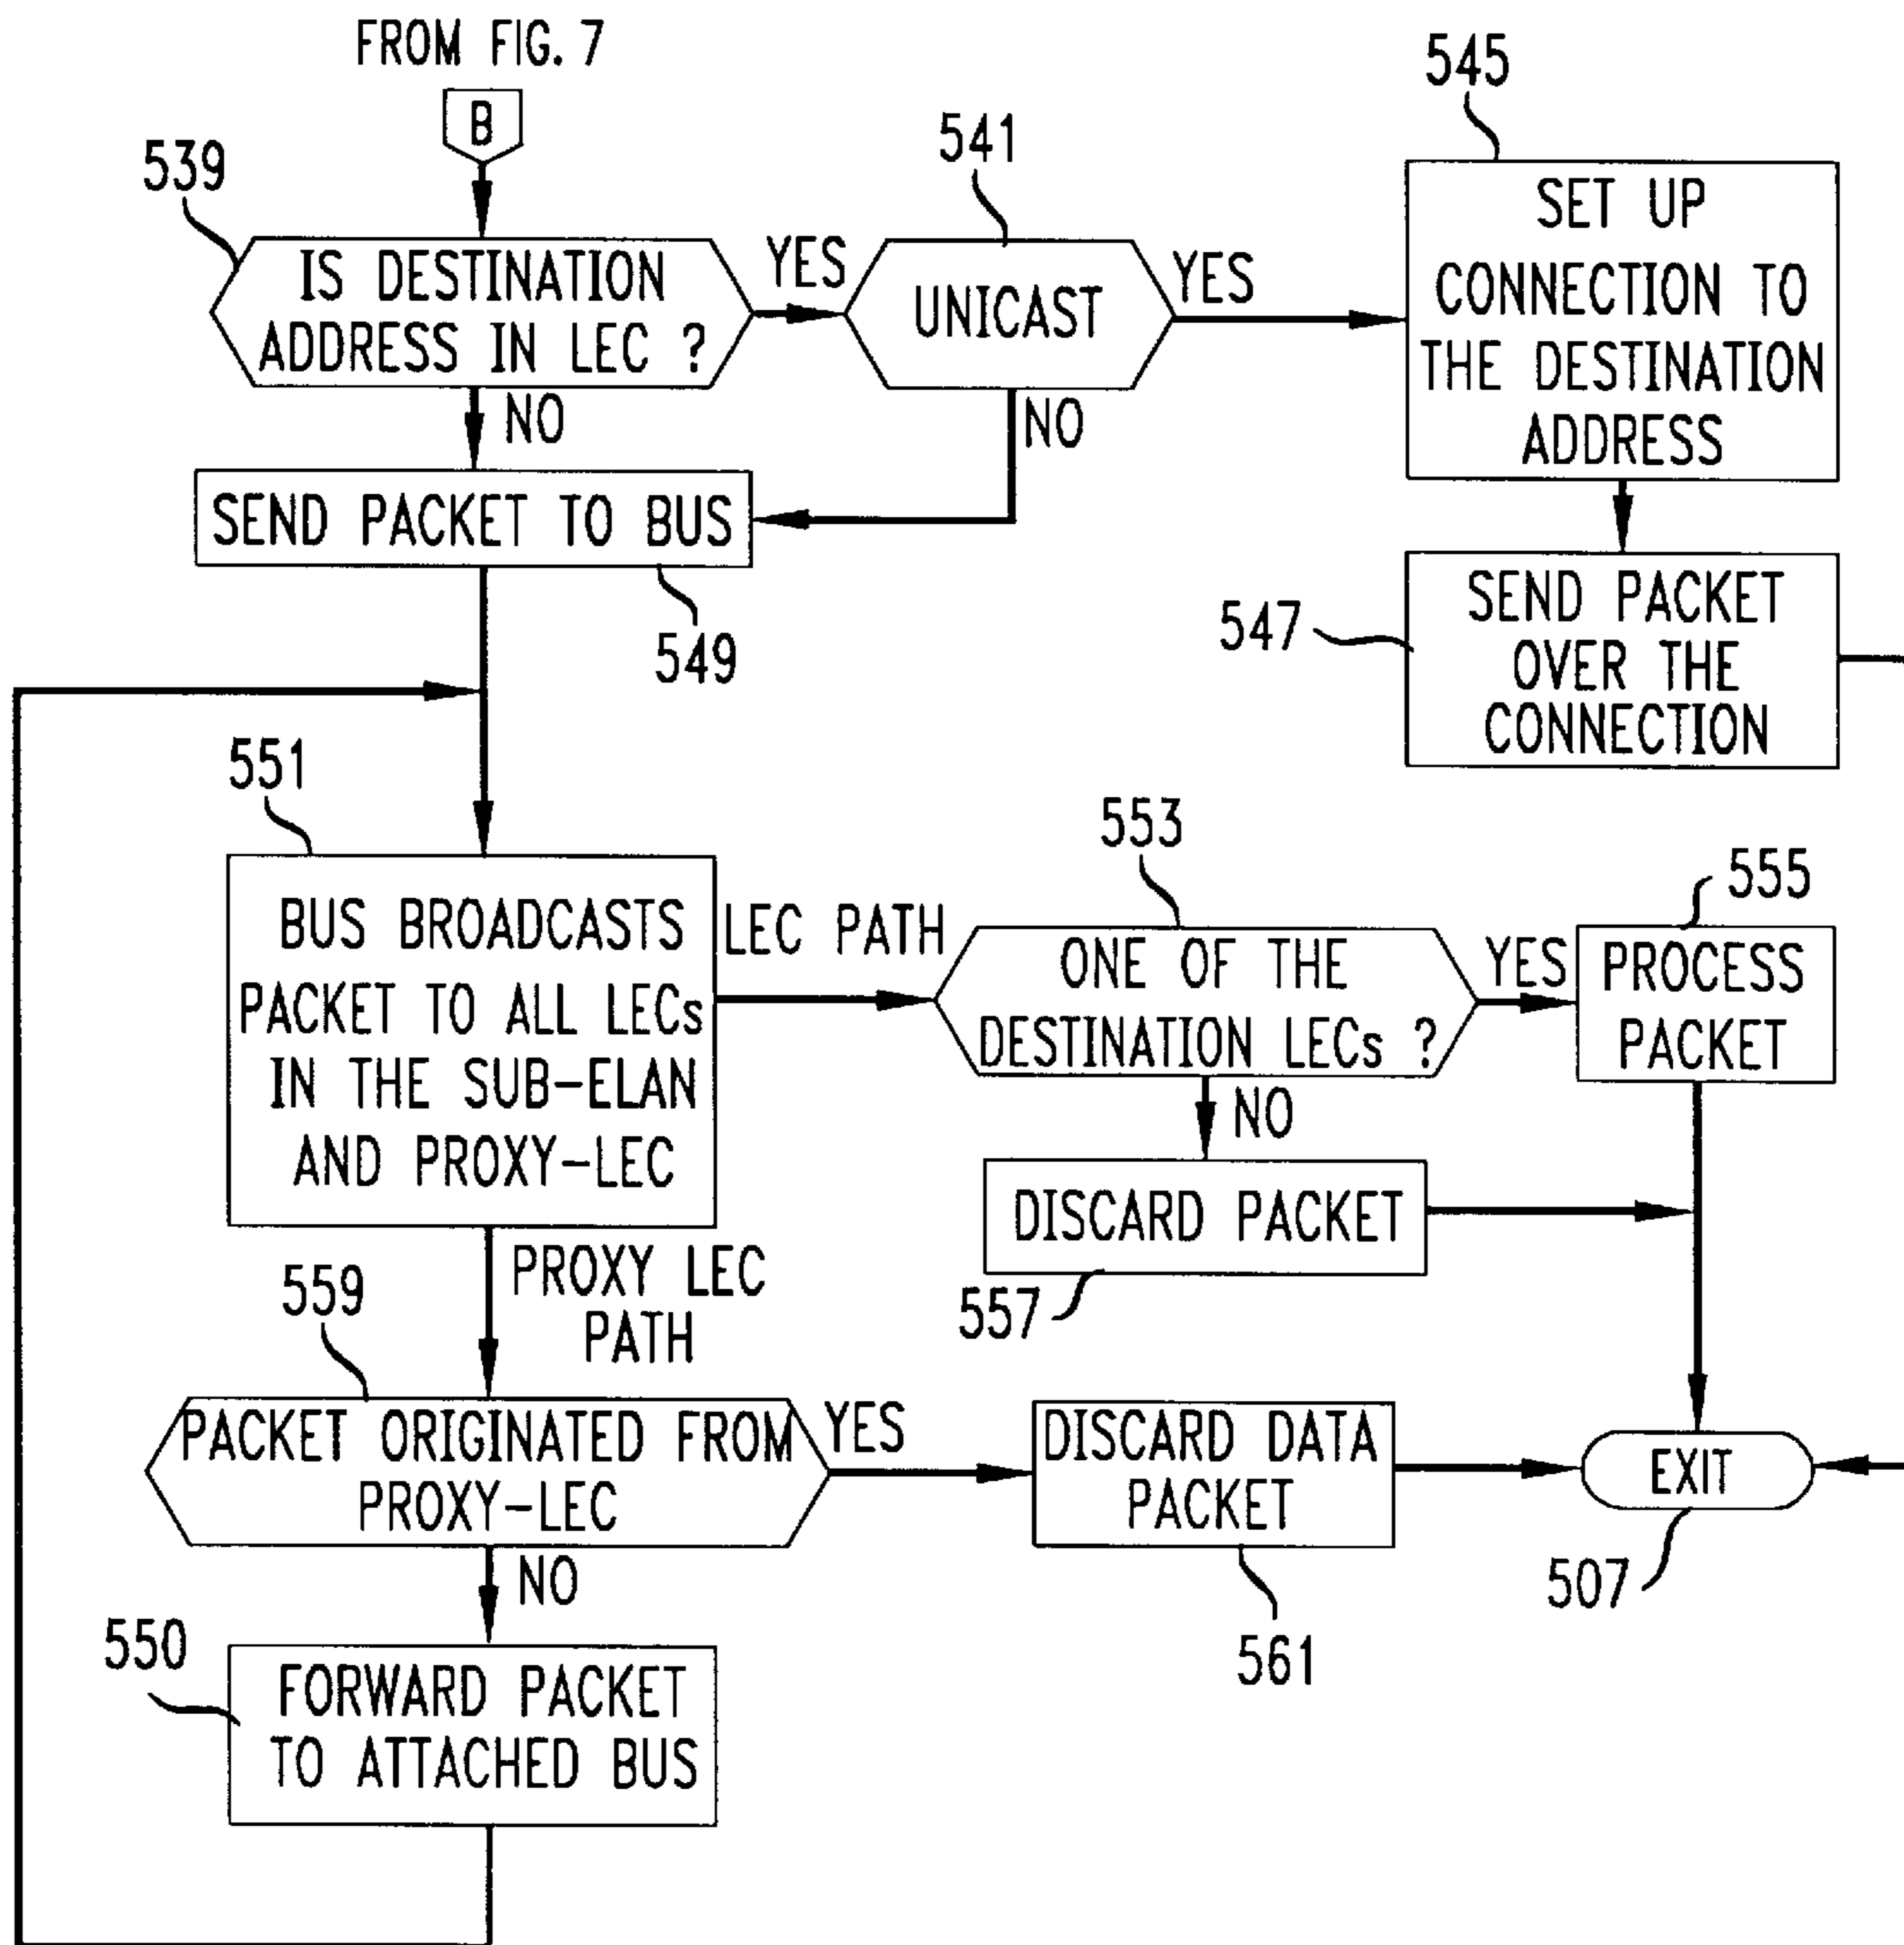 FROM FIG. 7
B
539
IS DESTINATION
ADDRESS IN LEC ?
YES
NO
541
UNICAST
YES
NO
545
SET UP
CONNECTION TO
THE DESTINATION
ADDRESS
SEND PACKET TO BUS
549
547
SEND PACKET
OVER THE
CONNECTION
551
BUS BROADCASTS
PACKET TO ALL LECs
IN THE SUB-ELAN
AND PROXY-LEC
LEC PATH
553
ONE OF THE
DESTINATION LECs ?
YES
NO
555
PROCESS
PACKET
DISCARD PACKET
557
PROXY LEC
PATH
559
PACKET ORIGINATED FROM
PROXY-LEC
YES
NO
DISCARD DATA
PACKET
561
EXIT
507
550
FORWARD PACKET
TO ATTACHED BUS